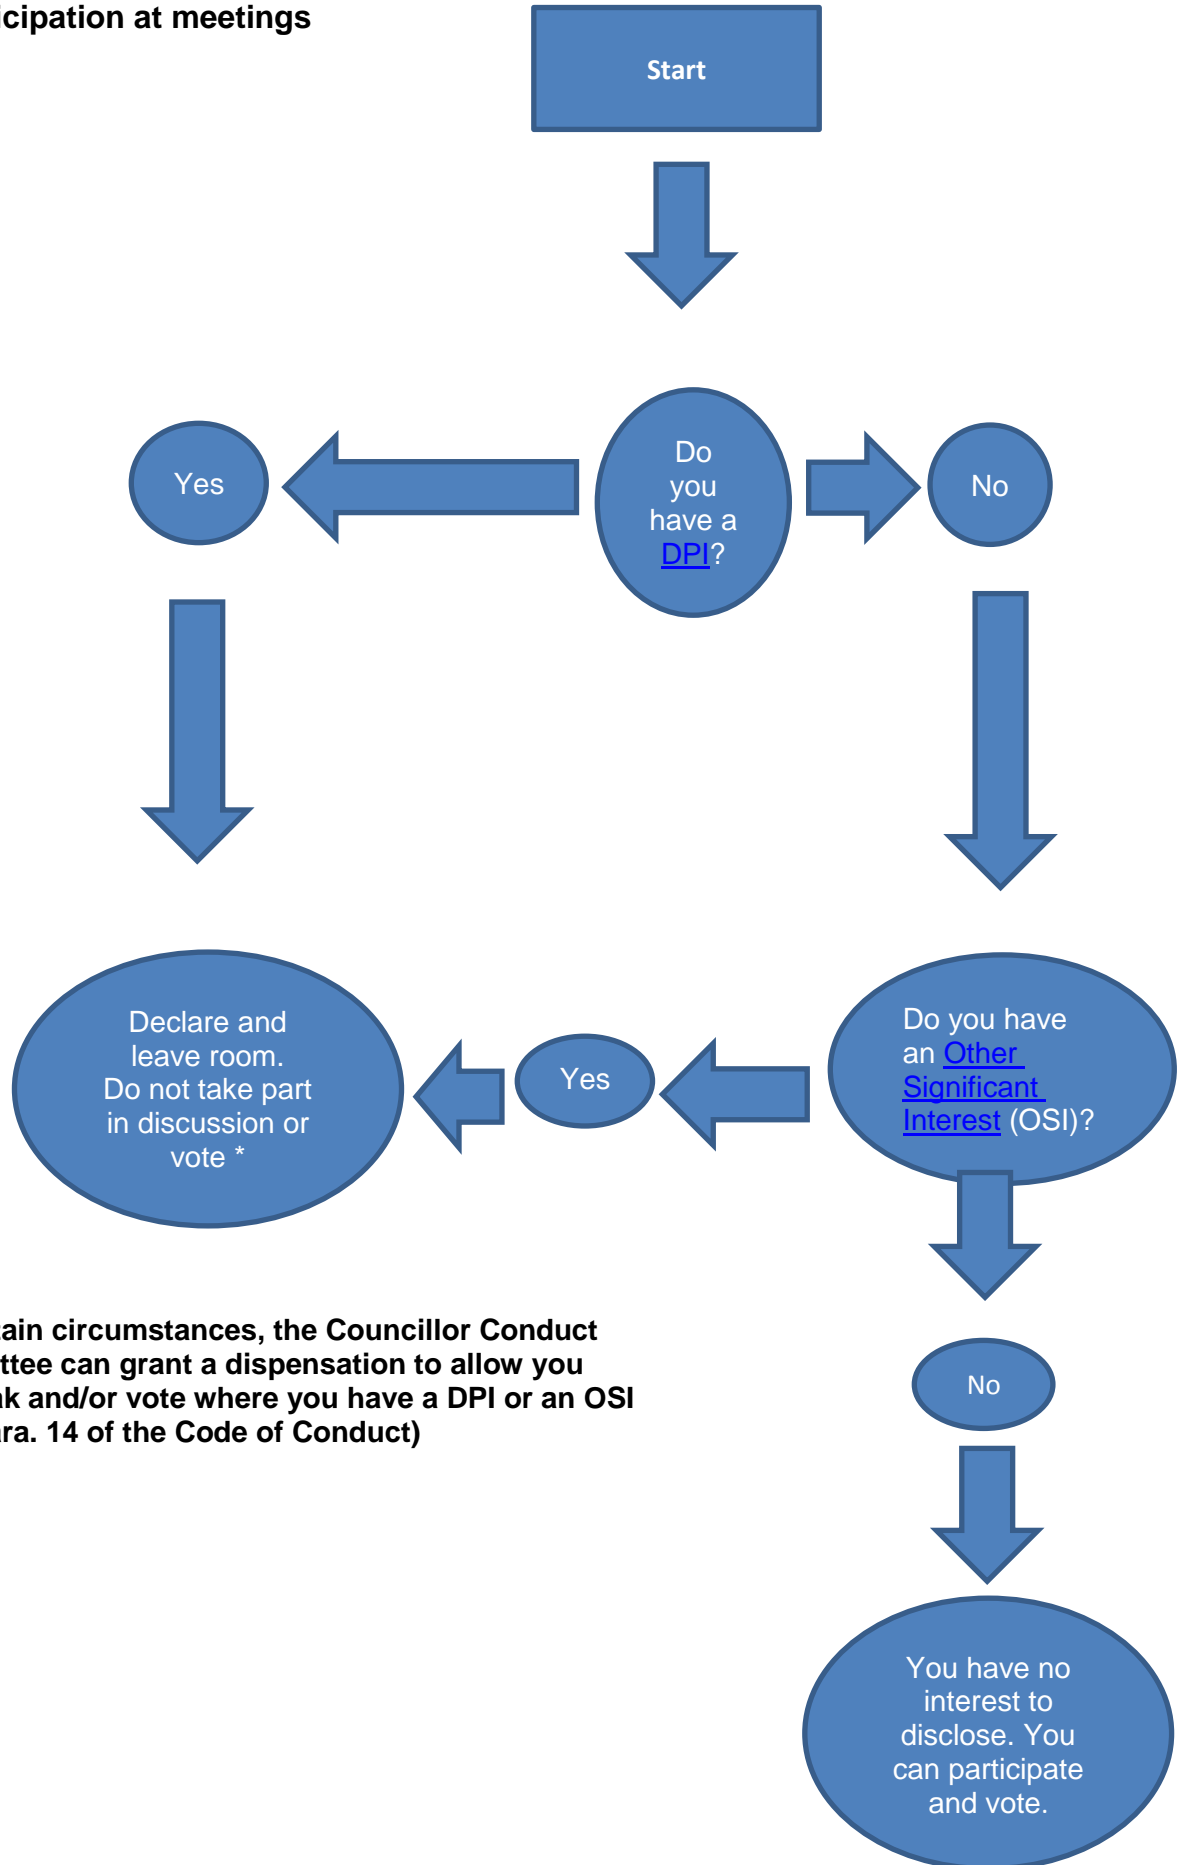 icipation at meetings
Start
Do
you
have a
DPI?
Yes
No
Declare and
leave room.
Do not take part
in discussion or
vote *
Yes
Do you have
an Other
Significant
Interest (OSI)?
tain circumstances, the Councillor Conduct
ttee can grant a dispensation to allow you
ak and/or vote where you have a DPI or an OSI
ara. 14 of the Code of Conduct)
No
You have no
interest to
disclose. You
can participate
and vote.